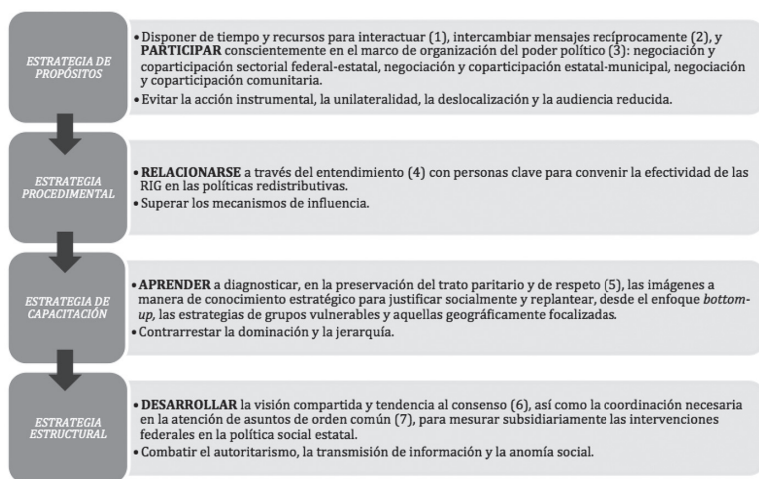 ESTRATEGIA DE
PROPÓSITOS
• Disponer de tiempo y recursos para interactuar (1), intercambiar mensajes recíprocamente (2), y
PARTICIPAR conscientemente en el marco de organización del poder político (3): negociación y
coparticipación sectorial federal-estatal, negociación y coparticipación estatal-municipal, negociación
y coparticipación comunitaria.
• Evitar la acción instrumental, la unilateralidad, la deslocalización y la audiencia reducida.
ESTRATEGIA
PROCEDIMENTAL
• RELACIONARSE a través del entendimiento (4) con personas clave para convenir la efectividad de las
RIG en las políticas redistributivas.
• Superar los mecanismos de influencia.
ESTRATEGIA DE
CAPACITACIÓN
• APRENDER a diagnosticar, en la preservación del trato paritario y de respeto (5), las imágenes a
manera de conocimiento estratégico para justificar socialmente y replantear, desde el enfoque bottom-
up, las estrategias de grupos vulnerables y aquellas geográficamente focalizadas.
• Contrarrestar la dominación y la jerarquía.
ESTRATEGIA
ESTRUCTURAL
• DESARROLLAR la visión compartida y tendencia al consenso (6), así como la coordinación necesaria
en la atención de asuntos de orden común (7), para mesurar subsidiariamente las intervenciones
federales en la política social estatal.
• Combatir el autoritarismo, la transmisión de información y la anomía social.